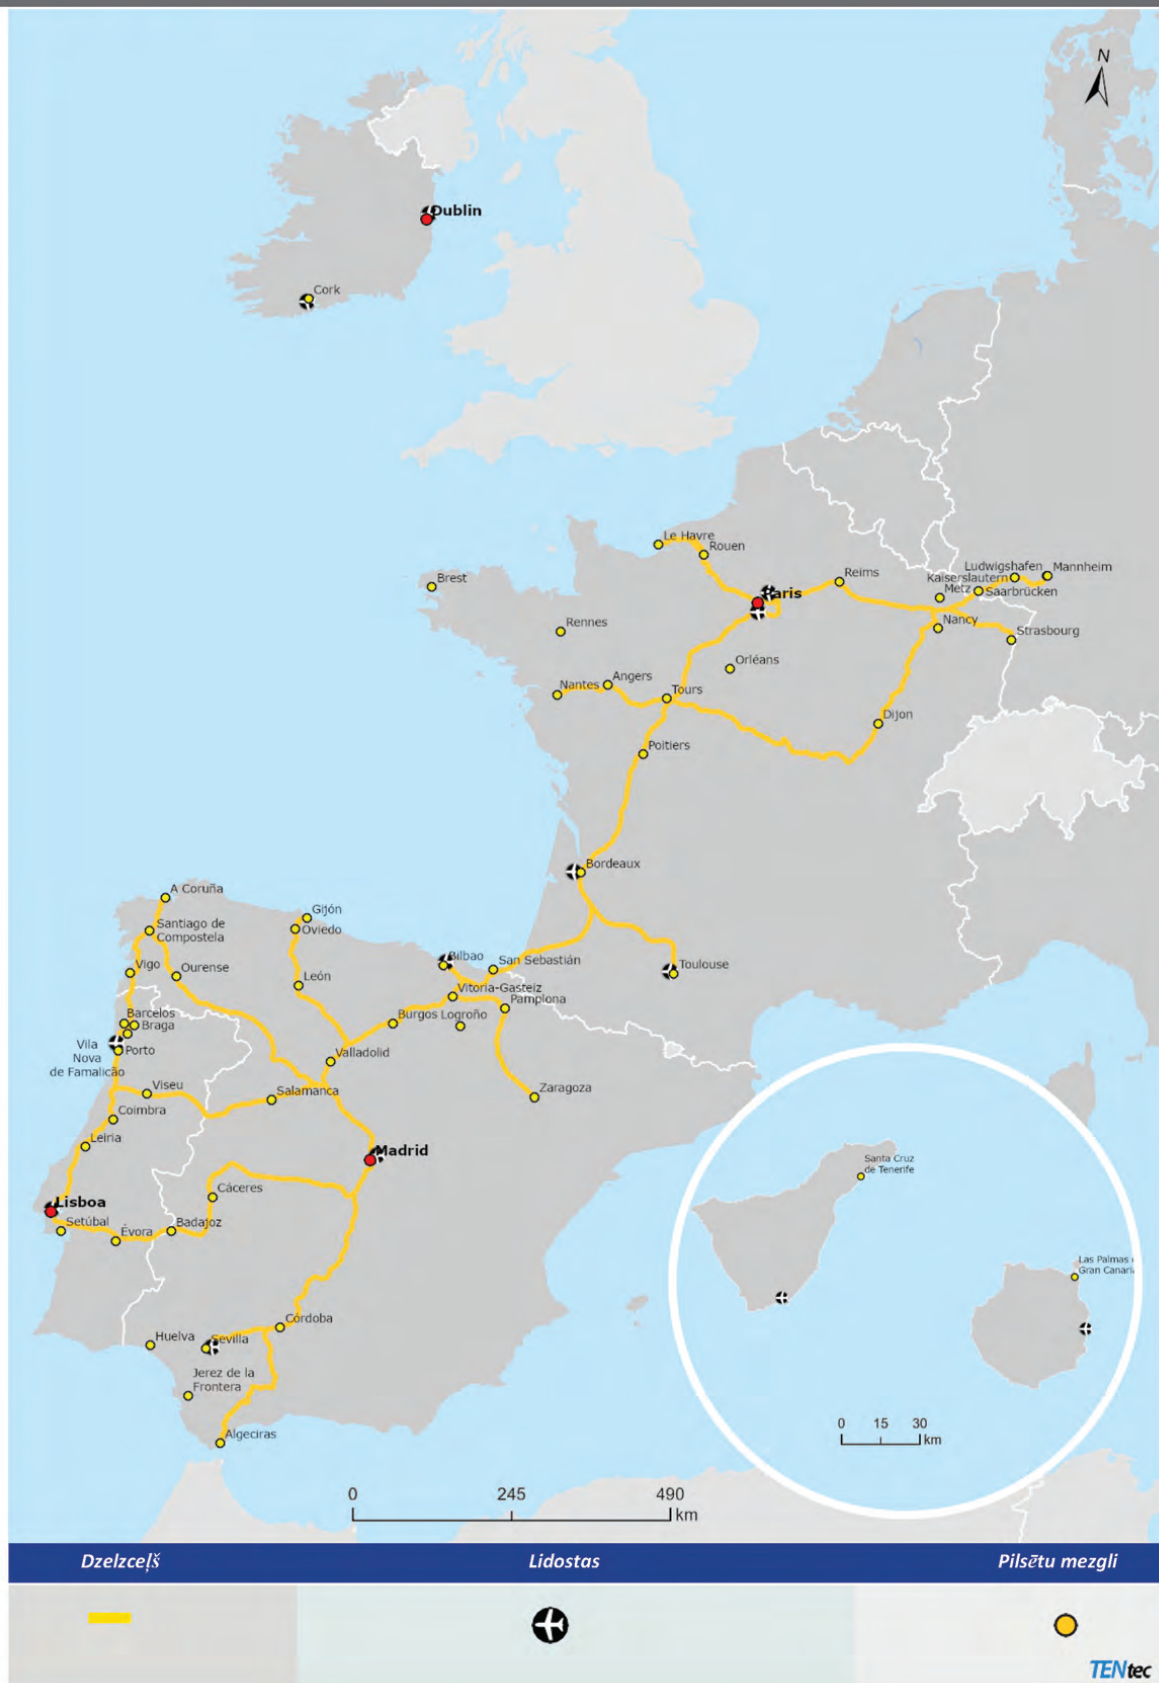 N
Dublin
Cork
Le Havre
Rouen
Brest
Paris
Reims
Ludwigshafen
Mannheim
Kaiserslautern
Metz
Saarbrücken
Rennes
Nancy
Strasbourg
Orléans
Nantes
Angers
Tours
Dijon
Poitiers
Bordeaux
A Coruña
Gijón
Santiago de
Compostela
Oviedo
Bilbao
San Sebastián
Toulouse
Vigo
Ourense
León
Vitoria-Gasteiz
Pamplona
Barcelos
Braga
Burgos
Logroño
Vila
Nova
de Famalicão
Porto
Valladolid
Viseu
Salamanca
Zaragoza
Coimbra
Leiria
Madrid
Santa Cruz
de Tenerife
Cáceres
Lisboa
Setúbal
Évora
Badajoz
Las Palmas
Gran Canaria
Córdoba
Huelva
Sevilla
Jerez de la
Frontera
Algeciras
0 15 30
km
0 245 490
km
Dzelzceļš Lidostas Pilsētu mezgli
TENtec